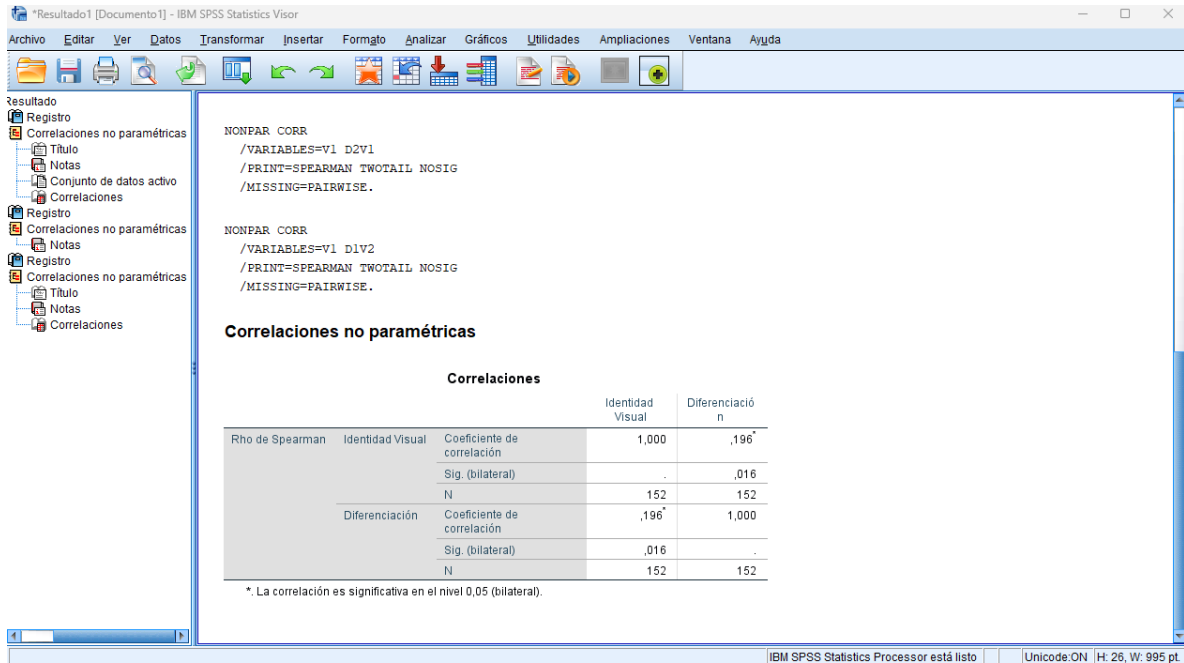 *Resultado1 [Documento1] - IBM SPSS Statistics Visor
Archivo Editar Ver Datos Transformar Insertar Formato Analizar Gráficos Utilidades Ampliaciones Ventana Ayuda
Resultado
Registro
Correlaciones no paramétricas
Título
Notas
Conjunto de datos activo
Correlaciones
Registro
Correlaciones no paramétricas
Notas
Registro
Correlaciones no paramétricas
Título
Notas
Correlaciones
NONPAR CORR
/VARIABLES=V1 D2V1
/PRINT=SPEARMAN TWOTAIL NOSIG
/MISSING=PAIRWISE.
NONPAR CORR
/VARIABLES=V1 D1V2
/PRINT=SPEARMAN TWOTAIL NOSIG
/MISSING=PAIRWISE.
Correlaciones no paramétricas
Correlaciones
Identidad Diferenciació
Visual n
Rho de Spearman Identidad Visual Coeficiente de 1,000 ,196*
correlación
Sig. (bilateral) . ,016
N 152 152
Diferenciación Coeficiente de ,196* 1,000
correlación
Sig. (bilateral) ,016 .
N 152 152
*. La correlación es significativa en el nivel 0,05 (bilateral).
IBM SPSS Statistics Processor está listo Unicode:ON H: 26, W: 995 pt.